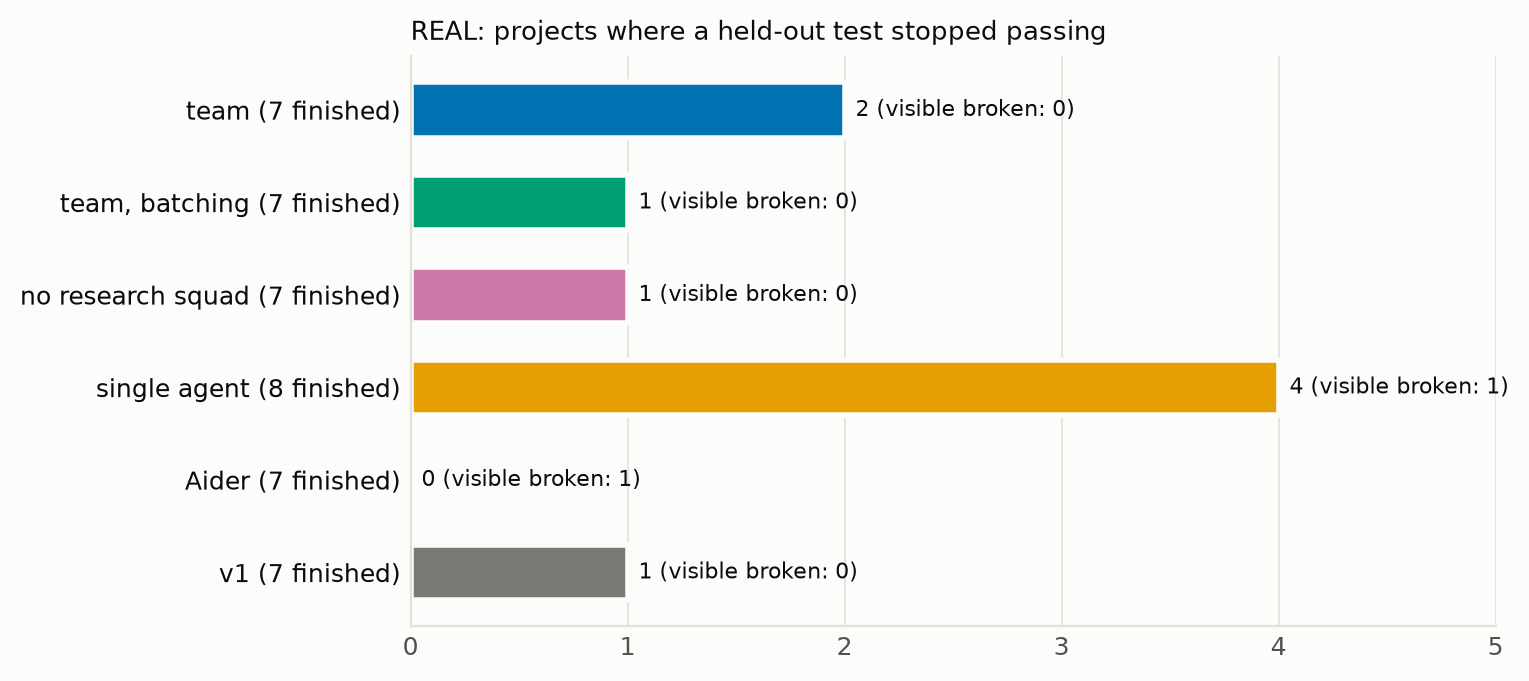 REAL: projects where a held-out test stopped passing
team (7 finished) 2 (visible broken: 0)
team, batching (7 finished) 1 (visible broken: 0)
no research squad (7 finished) 1 (visible broken: 0)
single agent (8 finished) 4 (visible broken: 1)
Aider (7 finished) 0 (visible broken: 1)
v1 (7 finished) 1 (visible broken: 0)
0 1 2 3 4 5